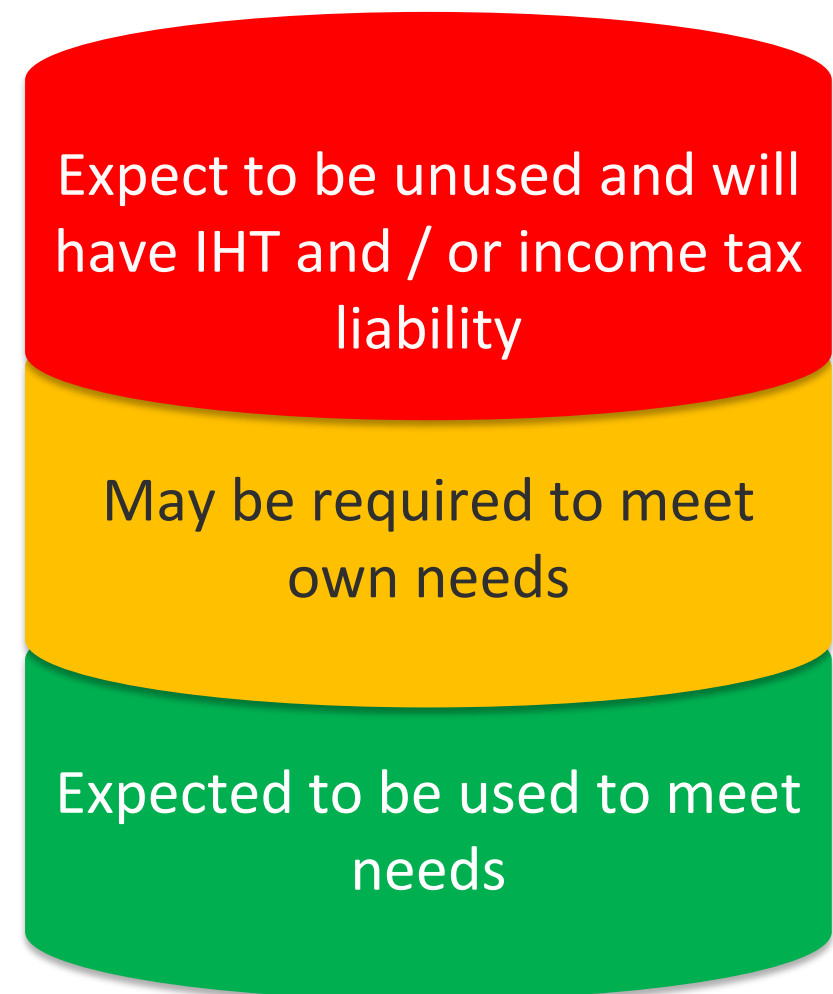 Expect to be unused and will
have IHT and / or income tax
liability
May be required to meet
own needs
Expected to be used to meet
needs